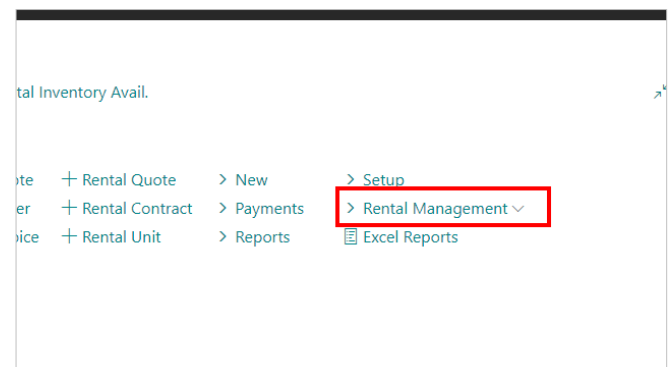 tal Inventory Avail.
ote + Rental Quote > New > Setup
er + Rental Contract > Payments > Rental Management
oice + Rental Unit > Reports Excel Reports